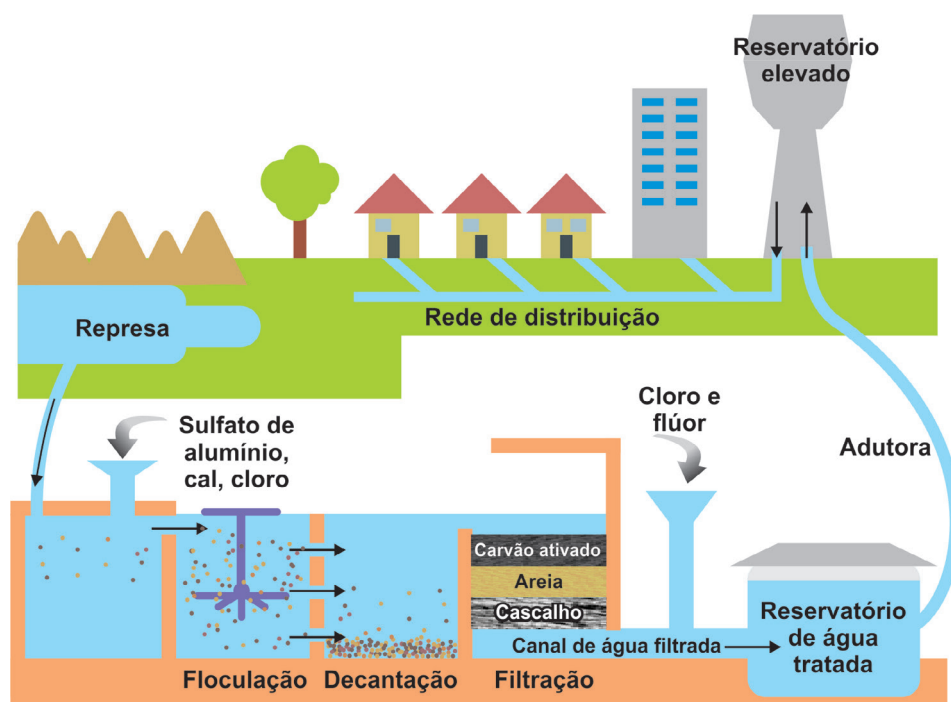 Reservatório
elevado
Represa
Rede de distribuição
Sulfato de
alumínio,
cal, cloro
Cloro e
flúor
Adutora
Carvão ativado
Areia
Cascalho
Canal de água filtrada
Reservatório
de água
tratada
Floculação
Decantação
Filtração